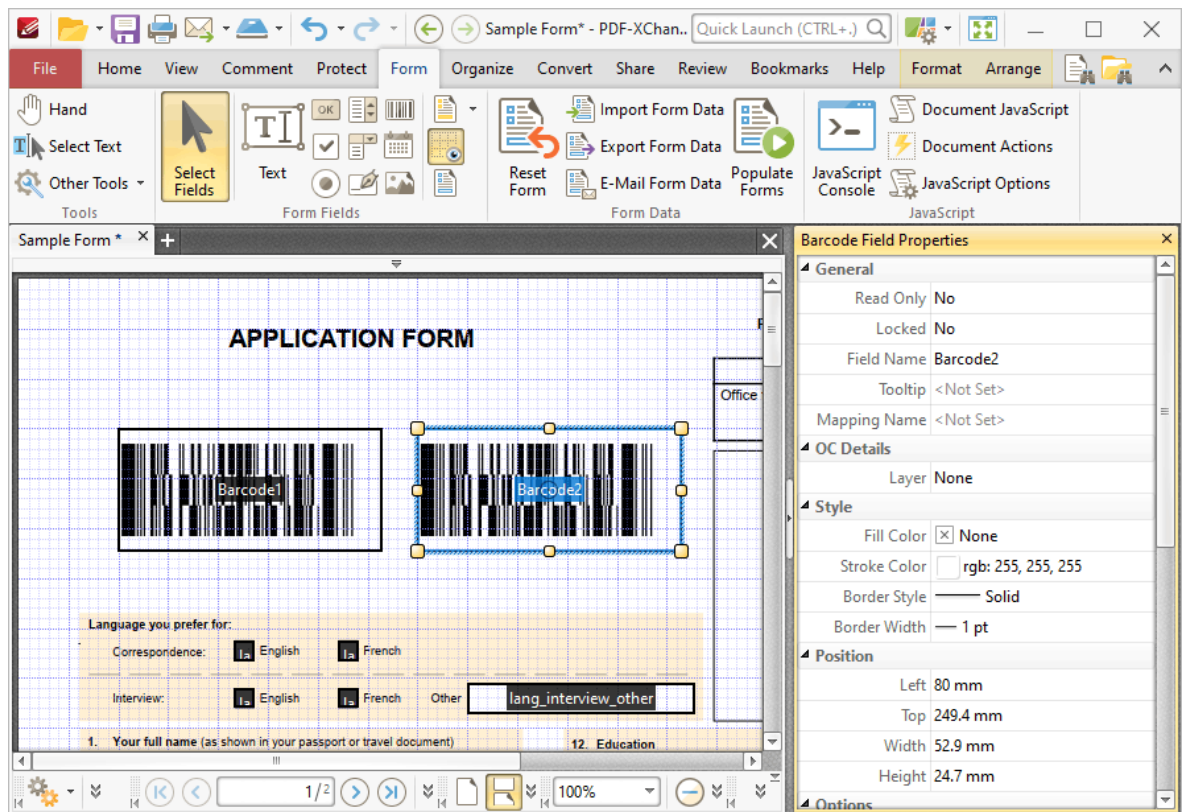 Sample Form* - PDF-XChan.. Quick Launch (CTRL+.)
File Home View Comment Protect Form Organize Convert Share Review Bookmarks Help Format Arrange
Hand
Select Text
Other Tools
Tools
Select Fields
Text
OK
Form Fields
Reset Form
Import Form Data
Export Form Data
E-Mail Form Data
Populate Forms
Form Data
JavaScript Console
Document JavaScript
Document Actions
JavaScript Options
JavaScript
Sample Form *
APPLICATION FORM
Office
Barcode1
Barcode2
Language you prefer for:
Correspondence: la English la French
Interview: la English la French Other lang_interview_other
1. Your full name (as shown in your passport or travel document)
12. Education
1/2
100%
Barcode Field Properties
General
Read Only No
Locked No
Field Name Barcode2
Tooltip <Not Set>
Mapping Name <Not Set>
OC Details
Layer None
Style
Fill Color None
Stroke Color rgb: 255, 255, 255
Border Style Solid
Border Width 1 pt
Position
Left 80 mm
Top 249.4 mm
Width 52.9 mm
Height 24.7 mm
Options